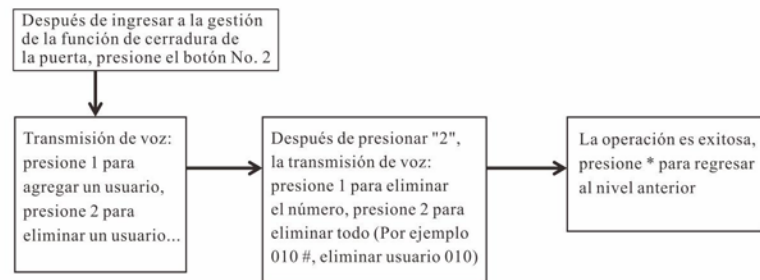 Después de ingresar a la gestión
de la función de cerradura de
la puerta, presione el botón No. 2
Transmisión de voz:
presione 1 para
agregar un usuario,
presione 2 para
eliminar un usuario...
Después de presionar "2",
la transmisión de voz:
presione 1 para eliminar
el número, presione 2 para
eliminar todo (Por ejemplo
010 #, eliminar usuario 010)
La operación es exitosa,
presione * para regresar
al nivel anterior